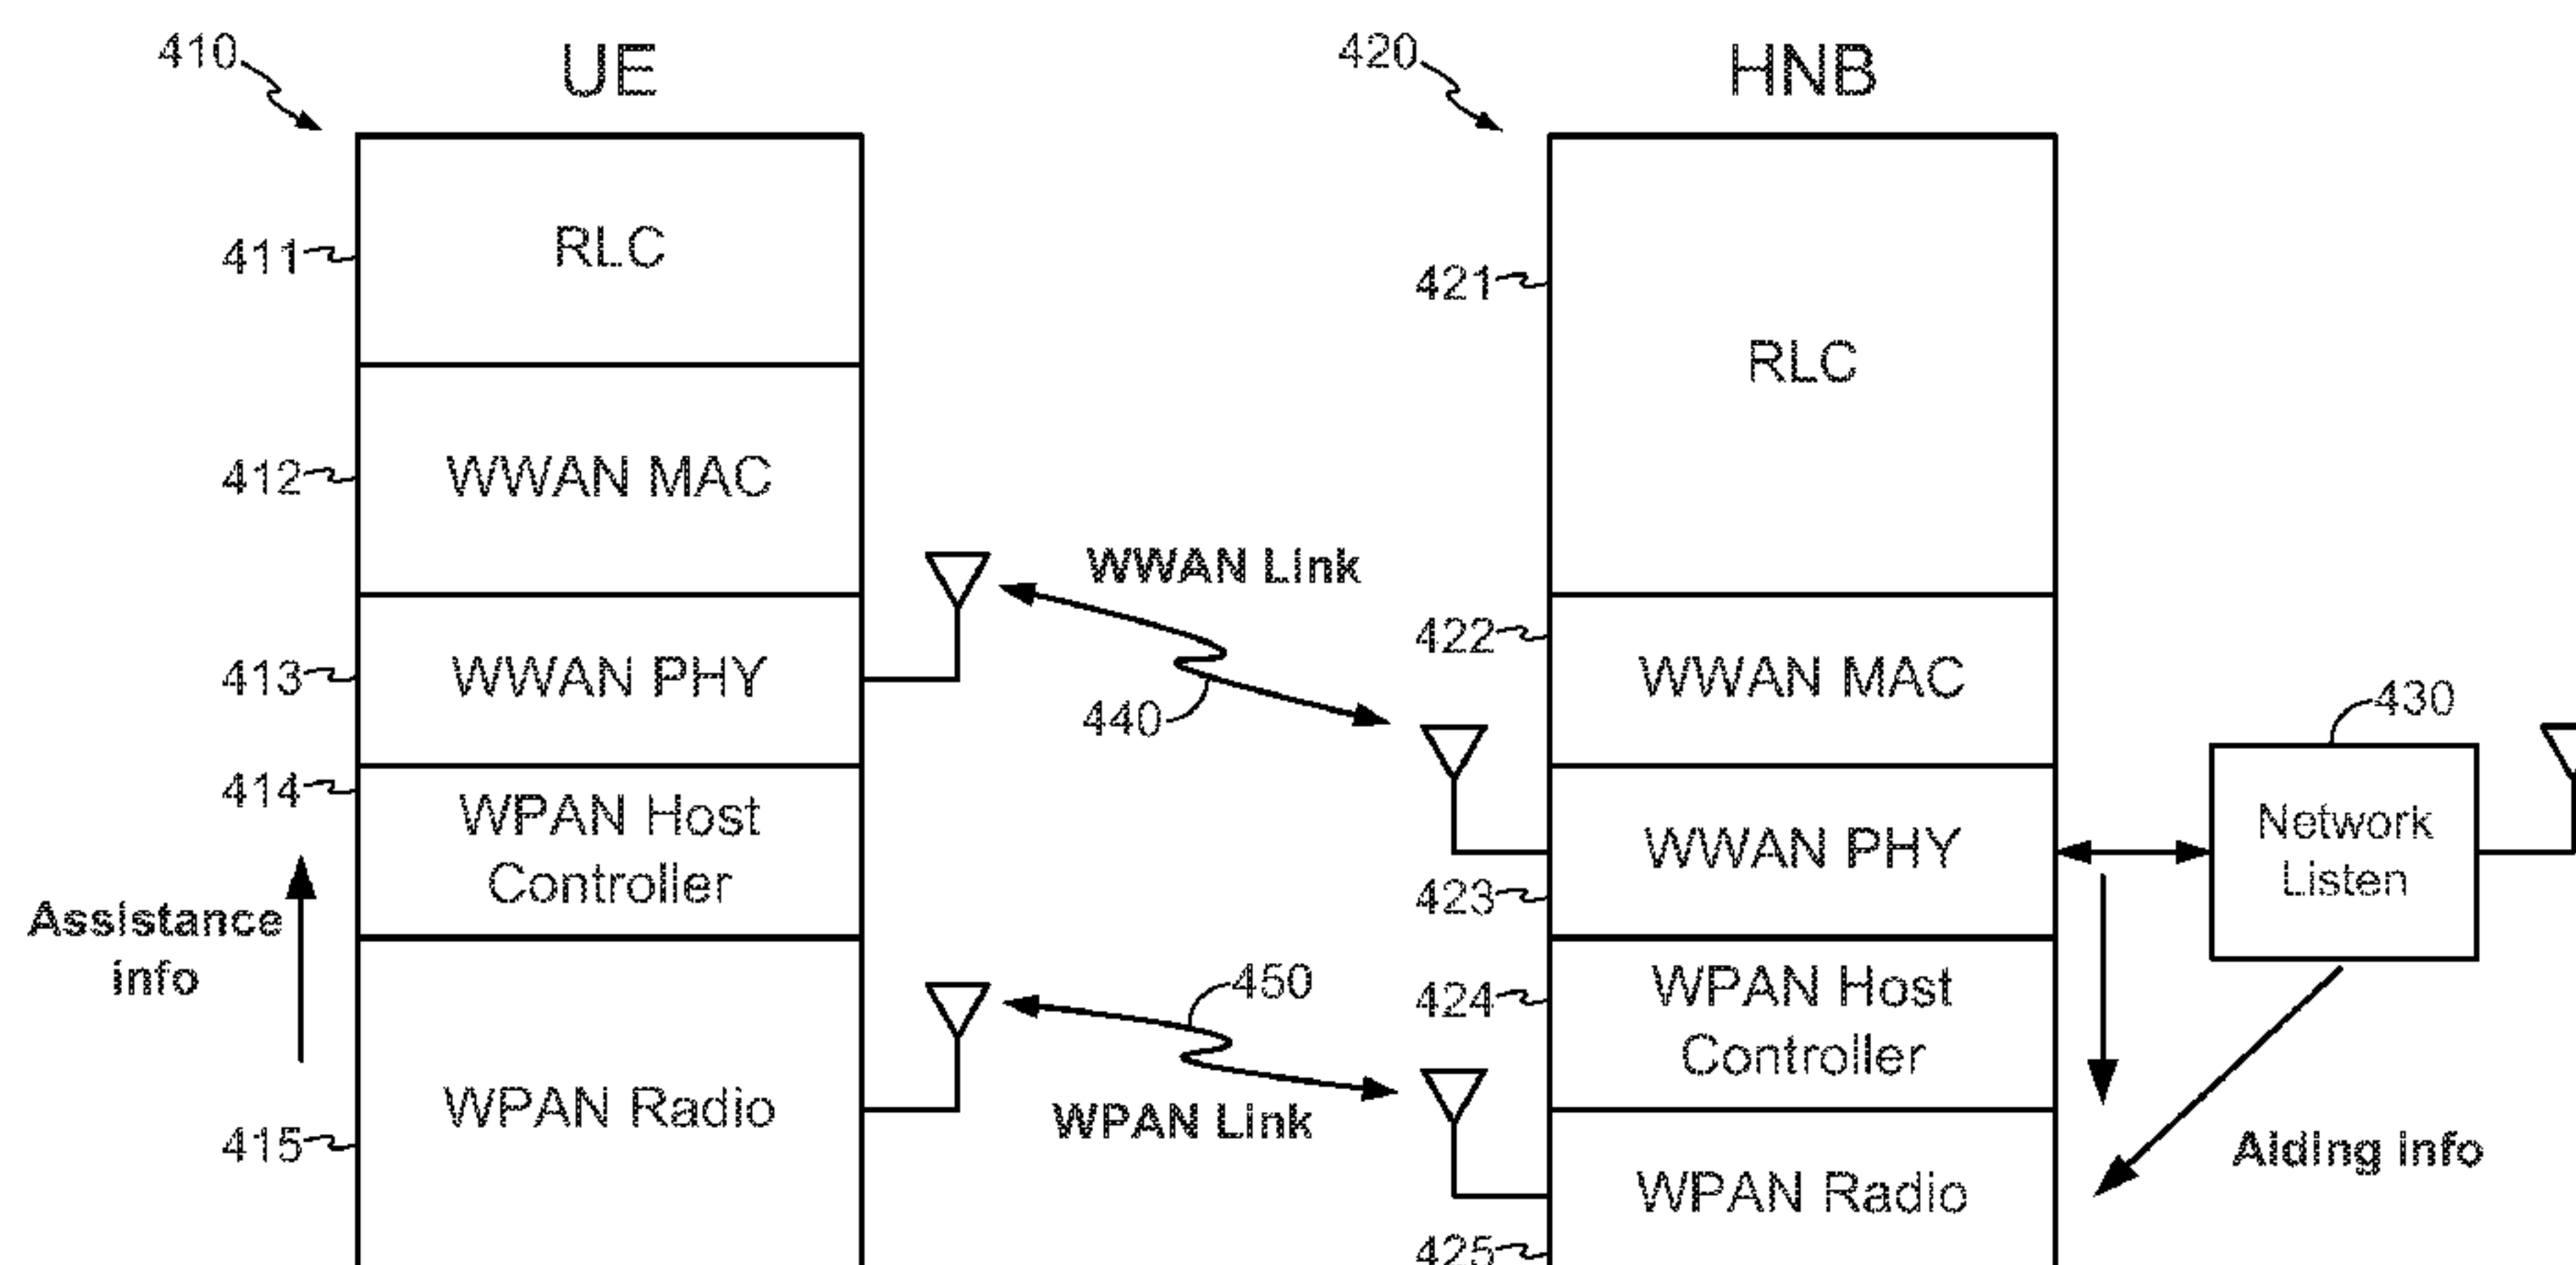 410
UE
411
RLC
412
WWAN MAC
413
WWAN PHY
414
WPAN Host
Controller
Assistance
info
415
WPAN Radio
WWAN Link
440
450
WPAN Link
420
HNB
421
RLC
422
WWAN MAC
423
WWAN PHY
424
WPAN Host
Controller
425
WPAN Radio
430
Network
Listen
Aiding info